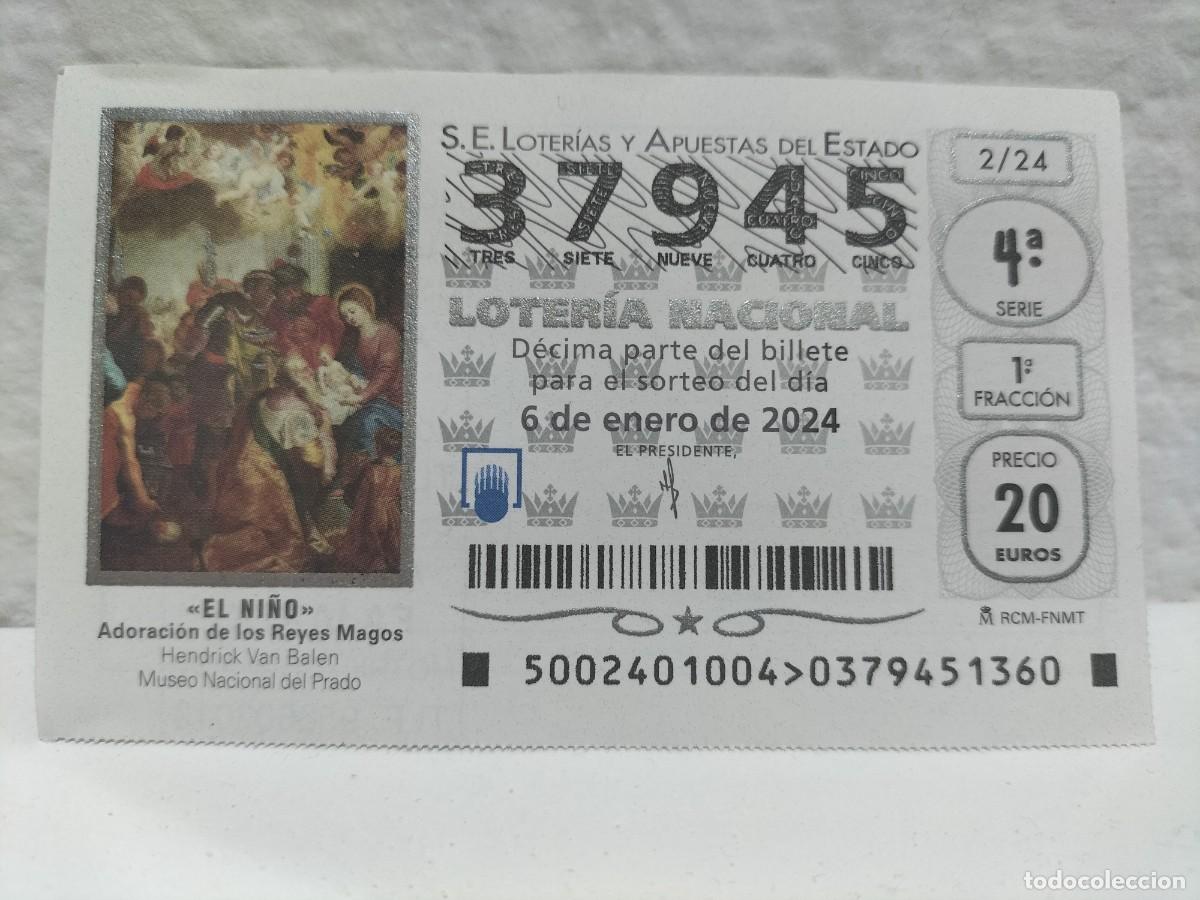 S.E. LOTERÍAS Y APUESTAS DEL ESTADO
37945
TRES SIETE NUEVE CUATRO CINCO
LOTERÍA NACIONAL
Décima parte del billete
para el sorteo del día
6 de enero de 2024
EL PRESIDENTE,
2/24
4ª
SERIE
1ª
FRACCIÓN
PRECIO
20
EUROS
RCM-FNMT
«EL NIÑO»
Adoración de los Reyes Magos
Hendrick Van Balen
Museo Nacional del Prado
5002401004>0379451360
todocoleccion